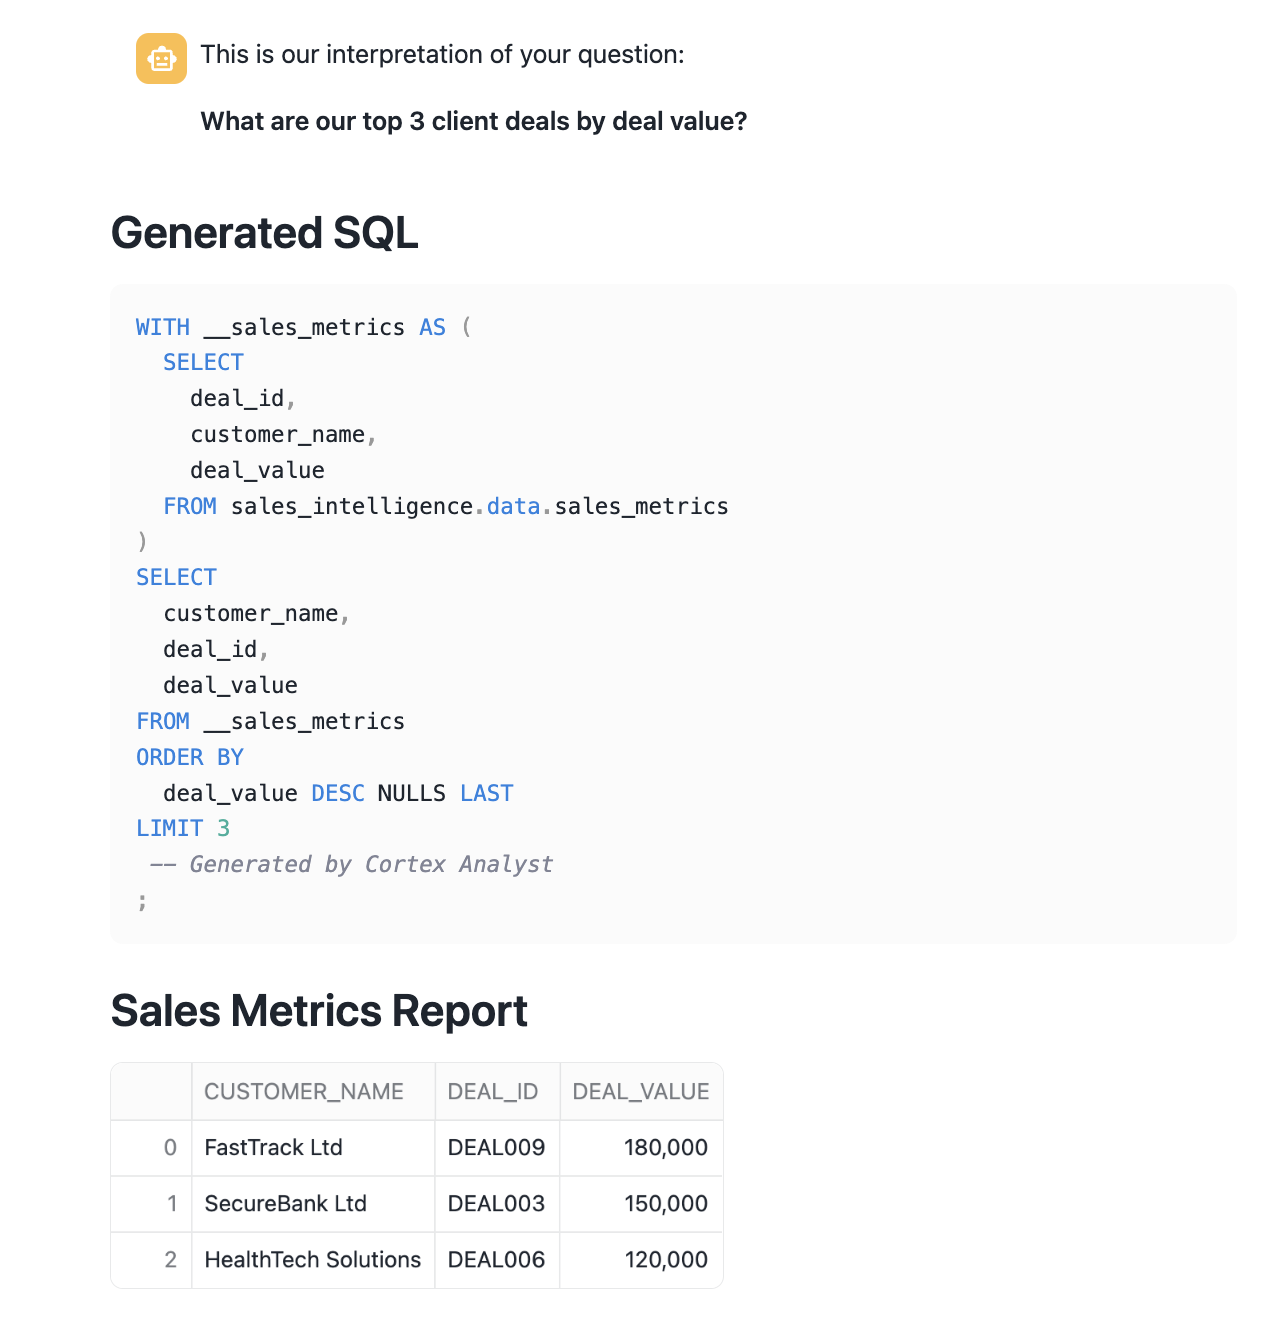 This is our interpretation of your question:
What are our top 3 client deals by deal value?
Generated SQL
WITH __sales_metrics AS (
  SELECT
    deal_id,
    customer_name,
    deal_value
  FROM sales_intelligence.data.sales_metrics
)
SELECT
  customer_name,
  deal_id,
  deal_value
FROM __sales_metrics
ORDER BY
  deal_value DESC NULLS LAST
LIMIT 3
 -- Generated by Cortex Analyst
;
Sales Metrics Report
CUSTOMER_NAME DEAL_ID DEAL_VALUE
0 FastTrack Ltd DEAL009 180,000
1 SecureBank Ltd DEAL003 150,000
2 HealthTech Solutions DEAL006 120,000